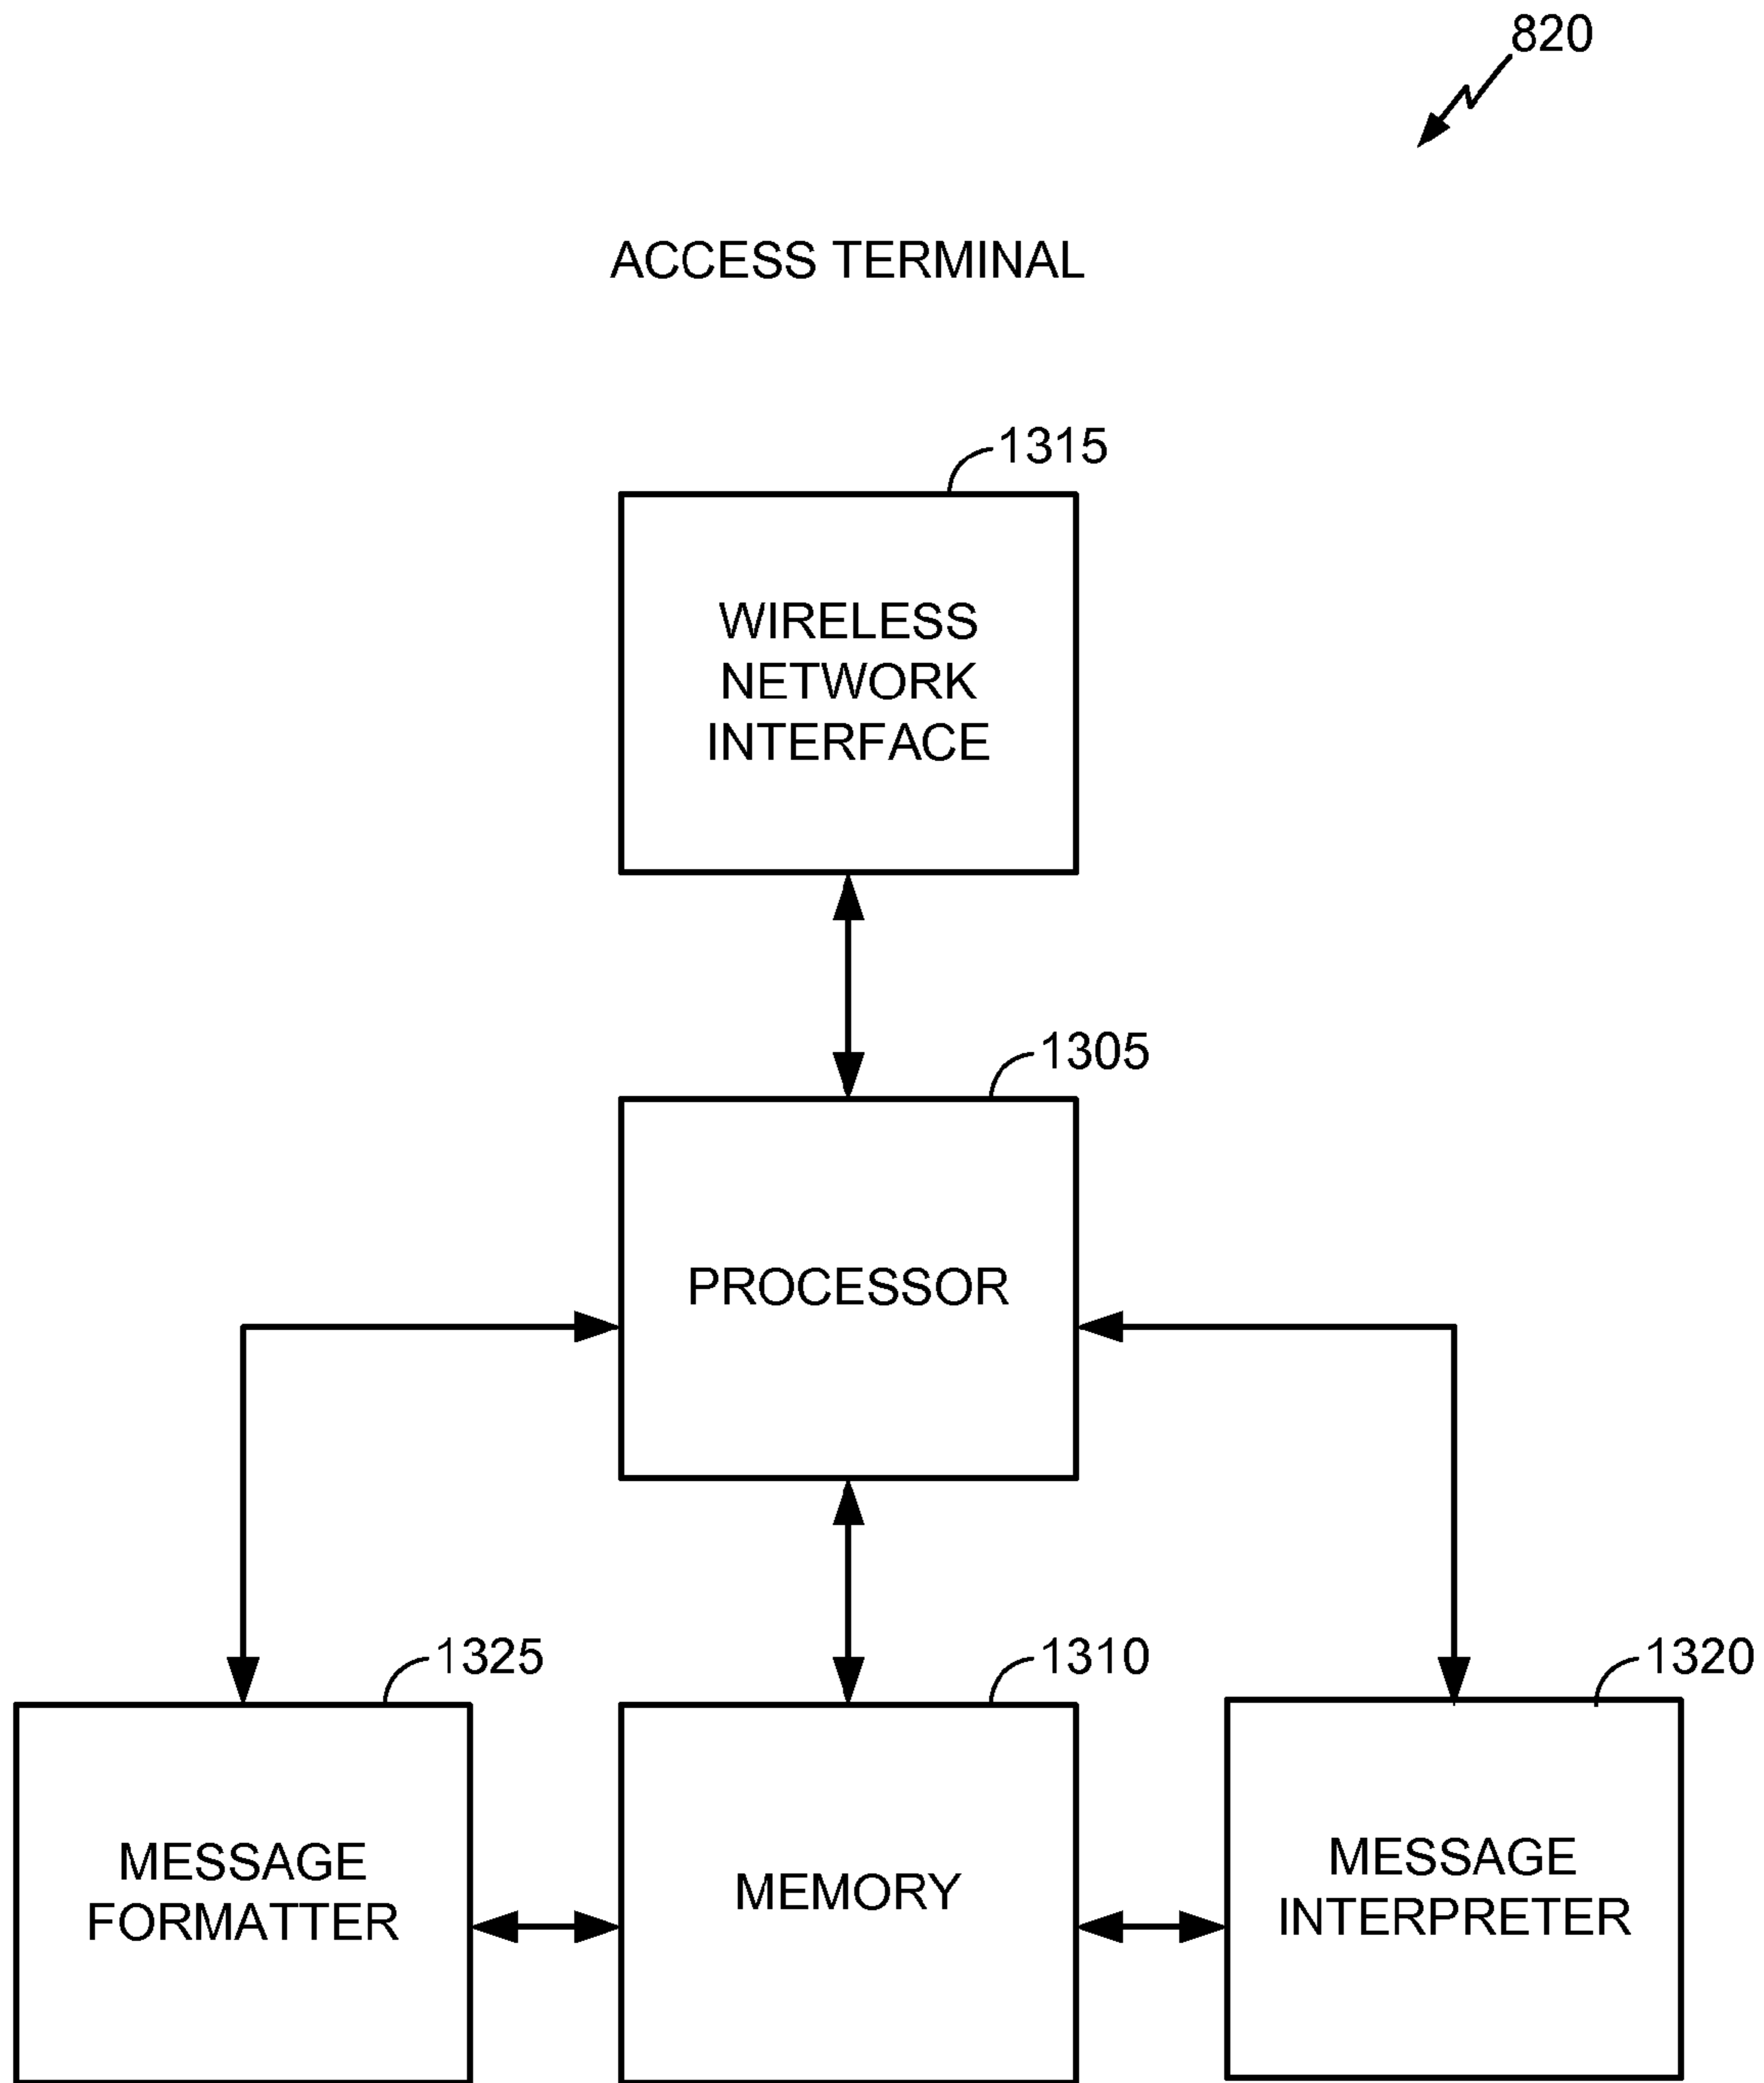 820
ACCESS TERMINAL
1315
WIRELESS
NETWORK
INTERFACE
1305
PROCESSOR
1325
1310
1320
MESSAGE
FORMATTER
MEMORY
MESSAGE
INTERPRETER